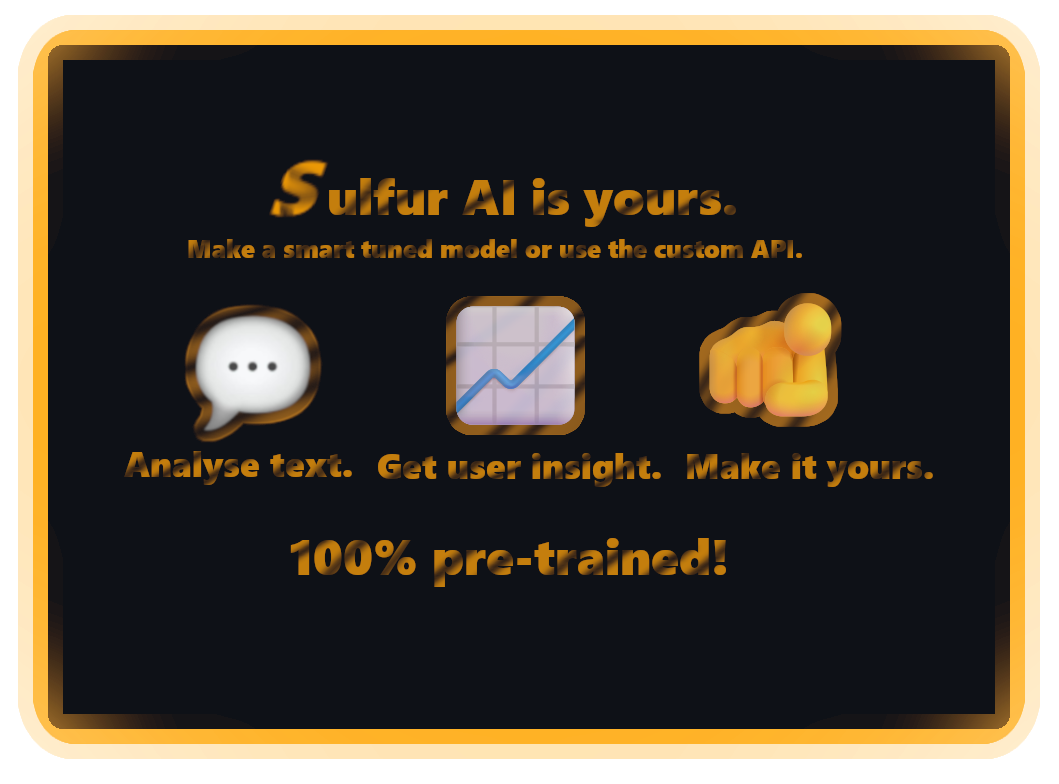 Sulfur AI is yours.
Make a smart tuned model or use the custom API.
Analyse text. Get user insight. Make it yours.
100% pre-trained!